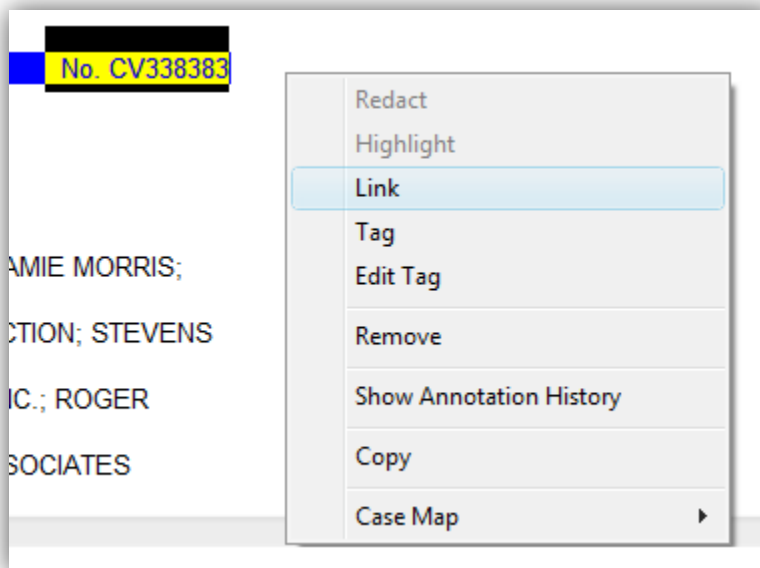 No. CV338383
Redact
Highlight
Link
Tag
Edit Tag
Remove
Show Annotation History
Copy
Case Map
AMIE MORRIS;
CTION; STEVENS
NC.; ROGER
SOCIATES